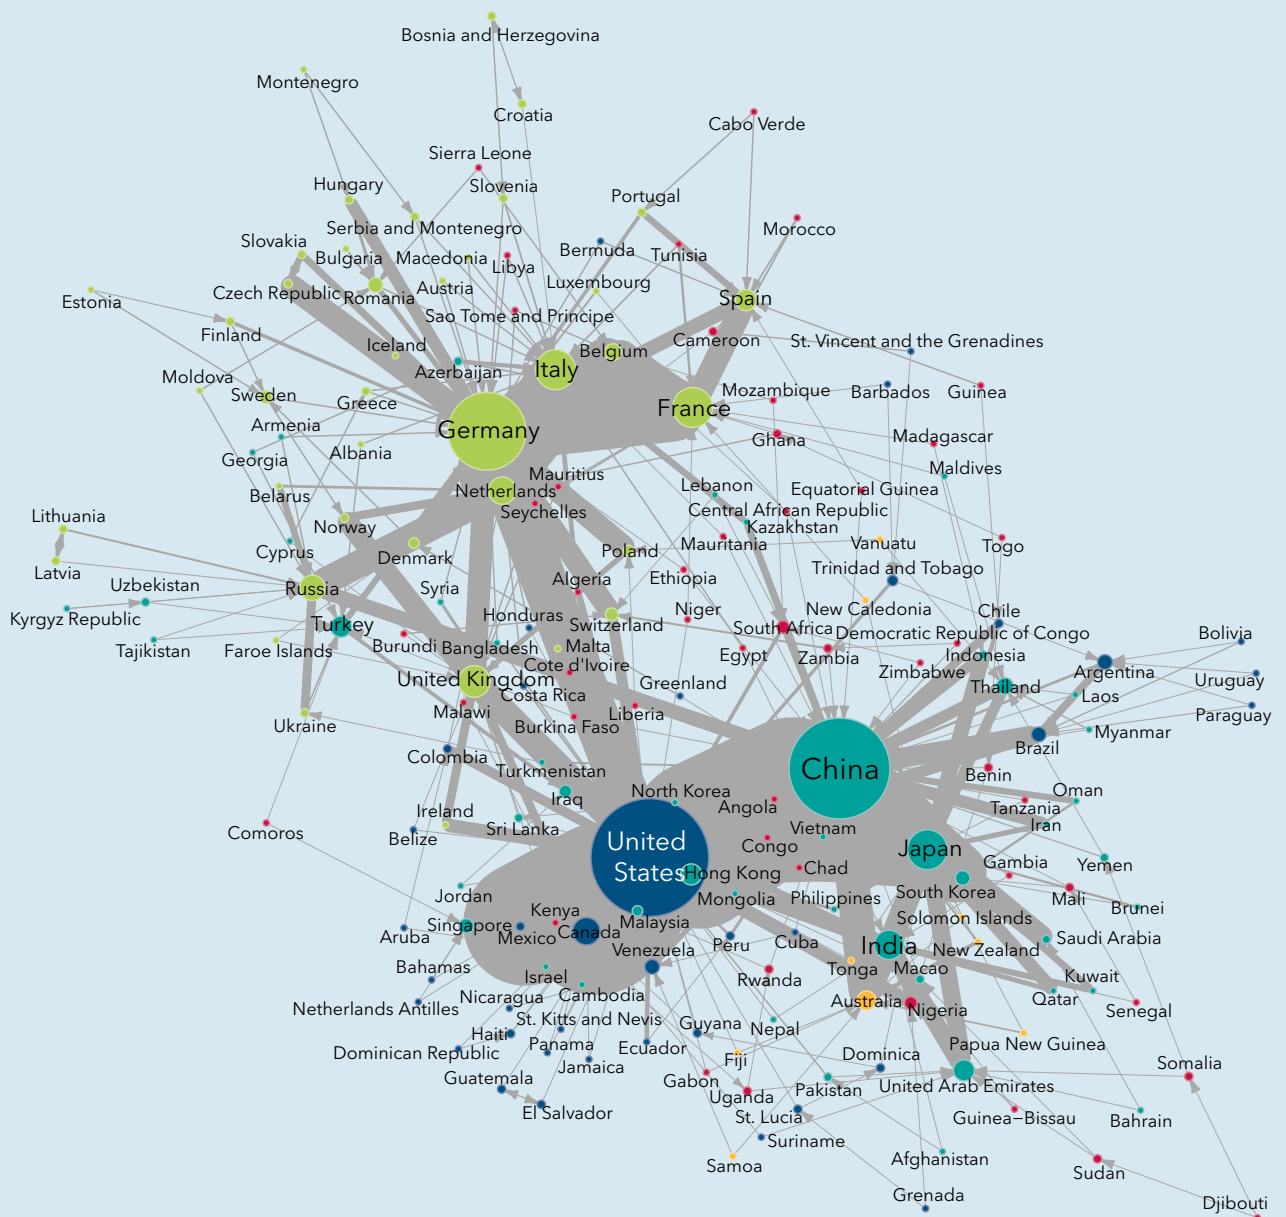 Bosnia and Herzegovina
Montenegro
Croatia
Cabo Verde
Sierra Leone
Hungary
Slovenia
Portugal
Serbia and Montenegro
Morocco
Slovakia
Bulgaria
Macedonia
Libya
Bermuda
Tunisia
Czech Republic
Romania
Austria
Luxembourg
Estonia
Sao Tome and Principe
Spain
Finland
Iceland
Belgium
Cameroon
St. Vincent and the Grenadines
Azerbaijan
Italy
Moldova
Sweden
Greece
France
Mozambique
Barbados
Guinea
Armenia
Germany
Ghana
Madagascar
Georgia
Albania
Maldives
Belarus
Netherlands
Mauritius
Lebanon
Equatorial Guinea
Seychelles
Central African Republic
Lithuania
Norway
Kazakhstan
Cyprus
Denmark
Poland
Mauritania
Vanuatu
Togo
Latvia
Uzbekistan
Russia
Syria
Algeria
Ethiopia
Trinidad and Tobago
Kyrgyz Republic
Turkey
Honduras
Switzerland
Niger
New Caledonia
Chile
South Africa
Democratic Republic of Congo
Bolivia
Tajikistan
Faroe Islands
Burundi
Bangladesh
Malta
Egypt
Zambia
Indonesia
Cote d'Ivoire
Zimbabwe
Argentina
United Kingdom
Costa Rica
Greenland
Thailand
Laos
Uruguay
Malawi
Liberia
Paraguay
Ukraine
Burkina Faso
Myanmar
Colombia
Brazil
Turkmenistan
China
Benin
Iraq
North Korea
Oman
Ireland
Angola
Tanzania
Comoros
Belize
Sri Lanka
Vietnam
Iran
United
States
Congo
Japan
Gambia
Yemen
Hong Kong
Chad
Jordan
Mongolia
Philippines
South Korea
Mali
Brunei
Kenya
Singapore
Malaysia
Solomon Islands
Aruba
Mexico
Canada
Peru
Cuba
India
New Zealand
Saudi Arabia
Venezuela
Bahamas
Israel
Rwanda
Tonga
Macao
Kuwait
Cambodia
Netherlands Antilles
Nicaragua
Australia
Nigeria
Qatar
Senegal
St. Kitts and Nevis
Guyana
Nepal
Haiti
Panama
Ecuador
Papua New Guinea
Dominican Republic
Jamaica
Fiji
Dominica
Somalia
Guatemala
Gabon
Pakistan
United Arab Emirates
Uganda
El Salvador
St. Lucia
Guinea–Bissau
Bahrain
Suriname
Samoa
Afghanistan
Sudan
Grenada
Djibouti